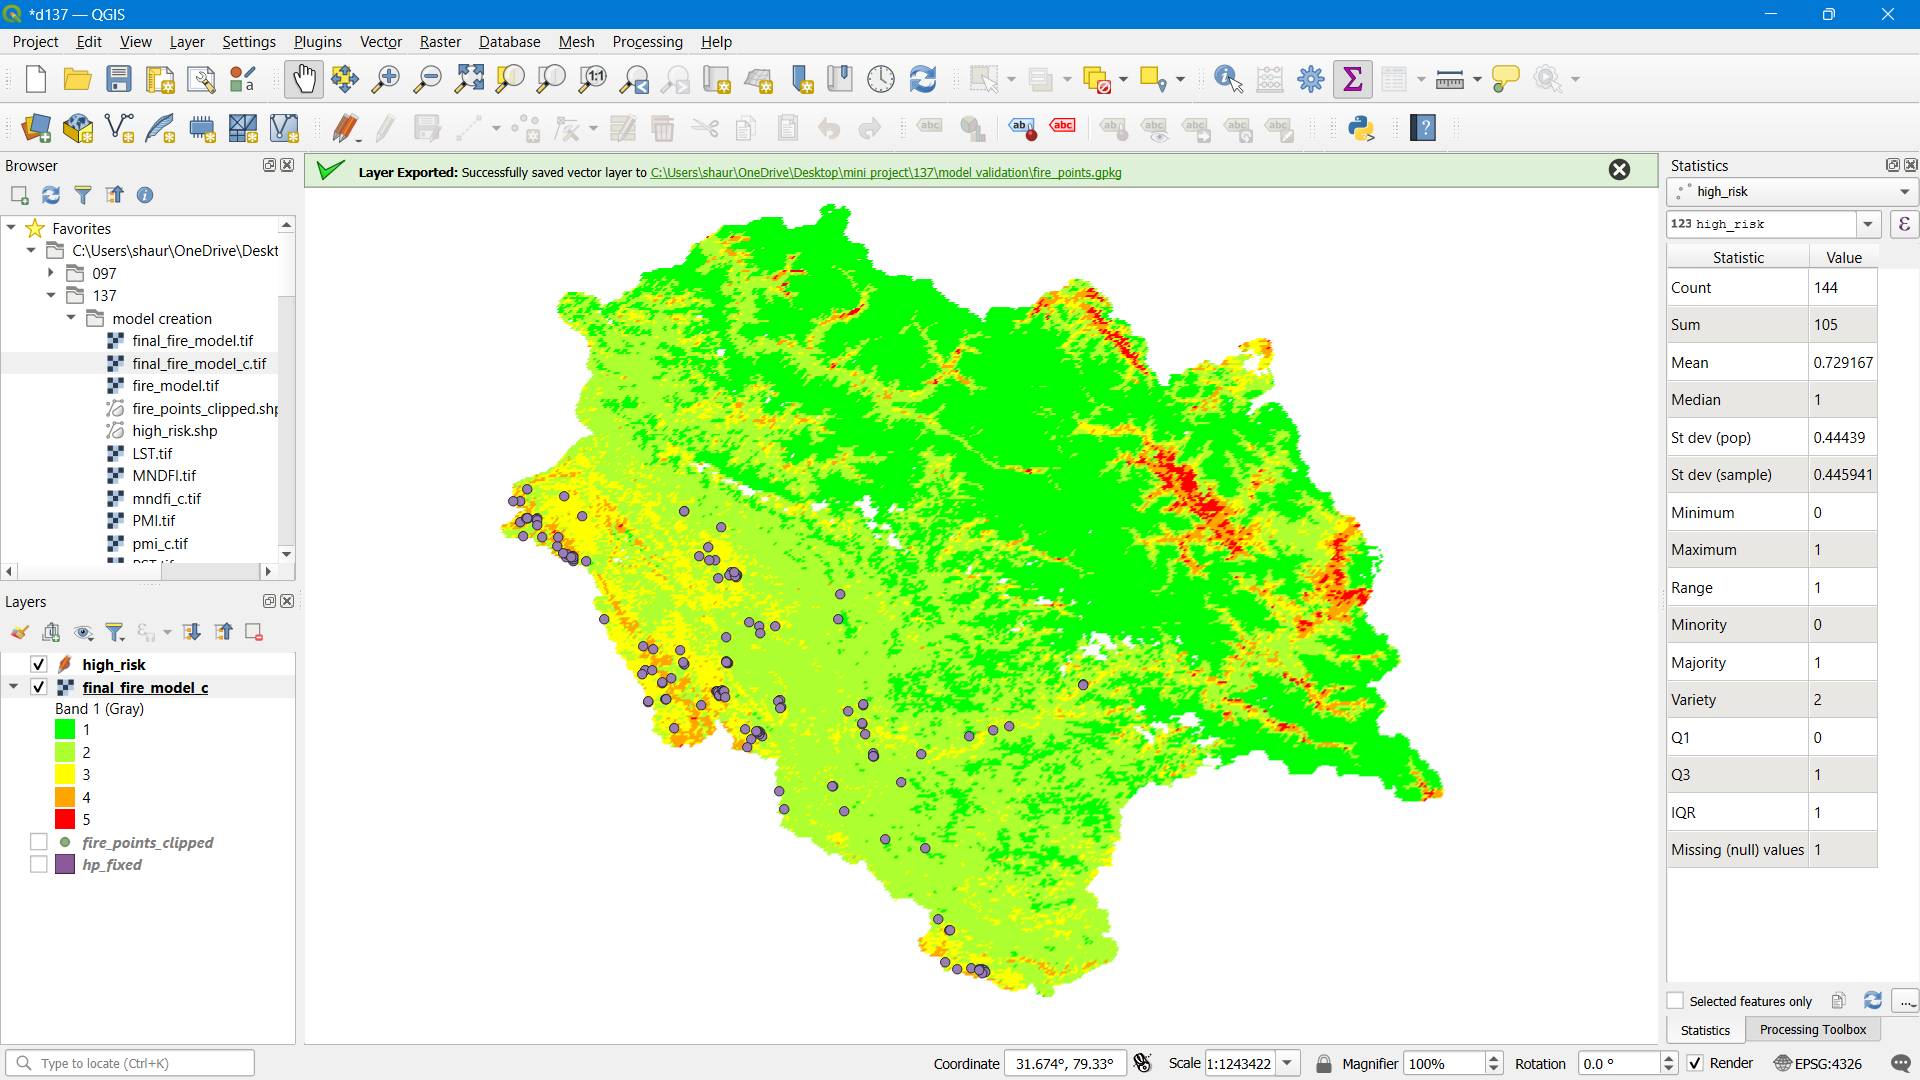 *d137 — QGIS
Project Edit View Layer Settings Plugins Vector Raster Database Mesh Processing Help
Browser
Favorites
C:\Users\shaur\OneDrive\Deskt
097
137
model creation
final_fire_model.tif
final_fire_model_c.tif
fire_model.tif
fire_points_clipped.shp
high_risk.shp
LST.tif
MNDFI.tif
mndfi_c.tif
PMI.tif
pmi_c.tif
Layers
high_risk
final_fire_model_c
Band 1 (Gray)
1
2
3
4
5
fire_points_clipped
hp_fixed
Type to locate (Ctrl+K)
Layer Exported: Successfully saved vector layer to C:\Users\shaur\OneDrive\Desktop\mini project\137\model validation\fire_points.gpkg
Statistics
high_risk
123 high_risk
ε
Statistic Value
Count 144
Sum 105
Mean 0.729167
Median 1
St dev (pop) 0.44439
St dev (sample) 0.445941
Minimum 0
Maximum 1
Range 1
Minority 0
Majority 1
Variety 2
Q1 0
Q3 1
IQR 1
Missing (null) values 1
Selected features only ...
Statistics Processing Toolbox
Coordinate 31.674°, 79.33° Scale 1:1243422 Magnifier 100% Rotation 0.0 ° Render EPSG:4326